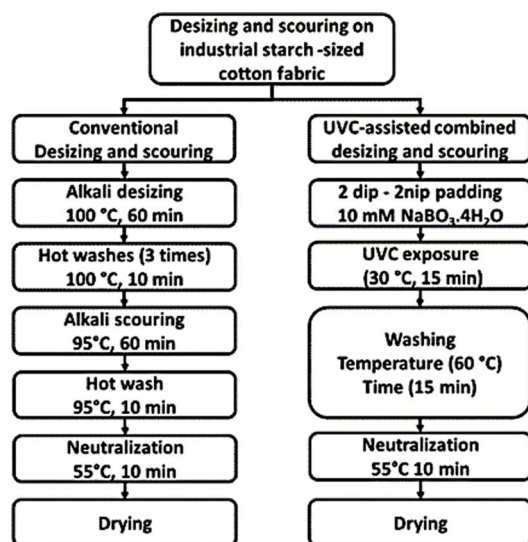 Desizing and scouring on
industrial starch -sized
cotton fabric
Conventional
Desizing and scouring
Alkali desizing
100 °C, 60 min
Hot washes (3 times)
100 °C, 10 min
Alkali scouring
95°C, 60 min
Hot wash
95°C, 10 min
Neutralization
55°C, 10 min
Drying
UVC-assisted combined
desizing and scouring
2 dip - 2nip padding
10 mM NaBO₃.4H₂O
UVC exposure
(30 °C, 15 min)
Washing
Temperature (60 °C)
Time (15 min)
Neutralization
55°C 10 min
Drying